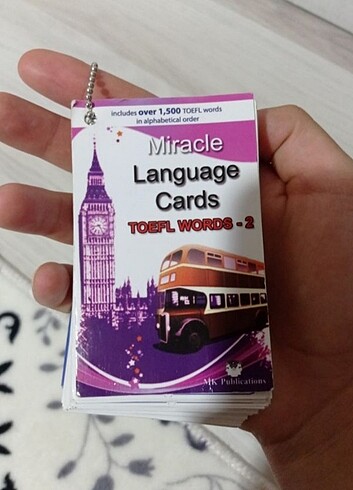 includes over 1,500 TOEFL words
in alphabetical order
Miracle
Language
Cards
TOEFL WORDS - 2
MK Publications